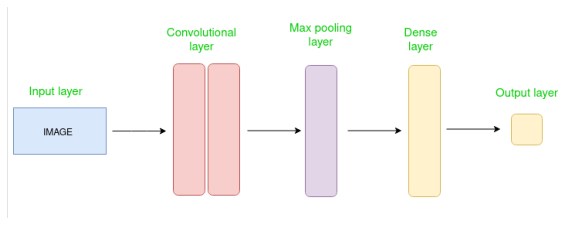 Input layer
IMAGE
Convolutional
layer
Max pooling
layer
Dense
layer
Output layer